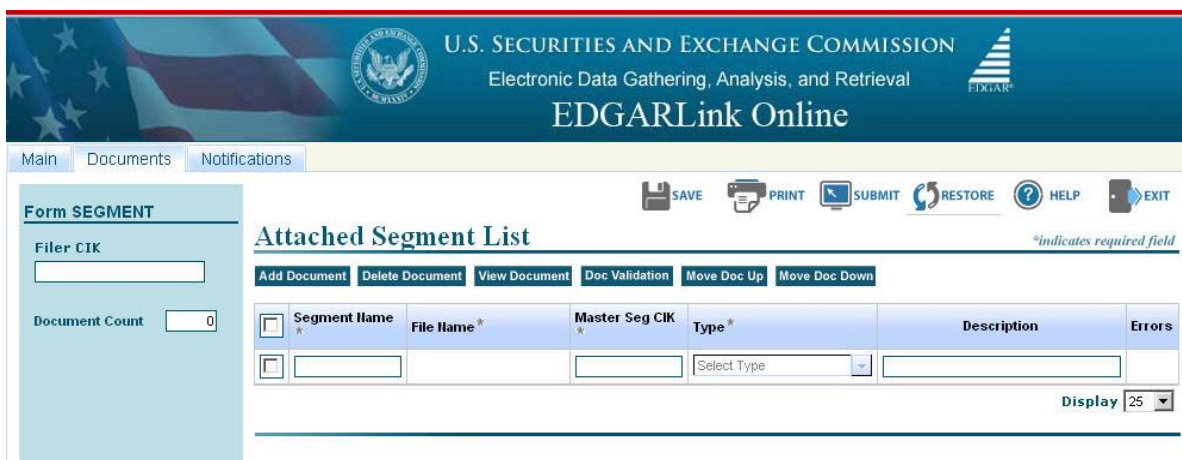 U.S. SECURITIES AND EXCHANGE COMMISSION
Electronic Data Gathering, Analysis, and Retrieval
EDGAR®
EDGARLink Online
Main Documents Notifications
SAVE PRINT SUBMIT RESTORE HELP EXIT
Form SEGMENT
Attached Segment List
*indicates required field
Filer CIK
Add Document Delete Document View Document Doc Validation Move Doc Up Move Doc Down
Document Count 0
Segment Name * File Name* Master Seg CIK * Type* Description Errors
Select Type
Display 25